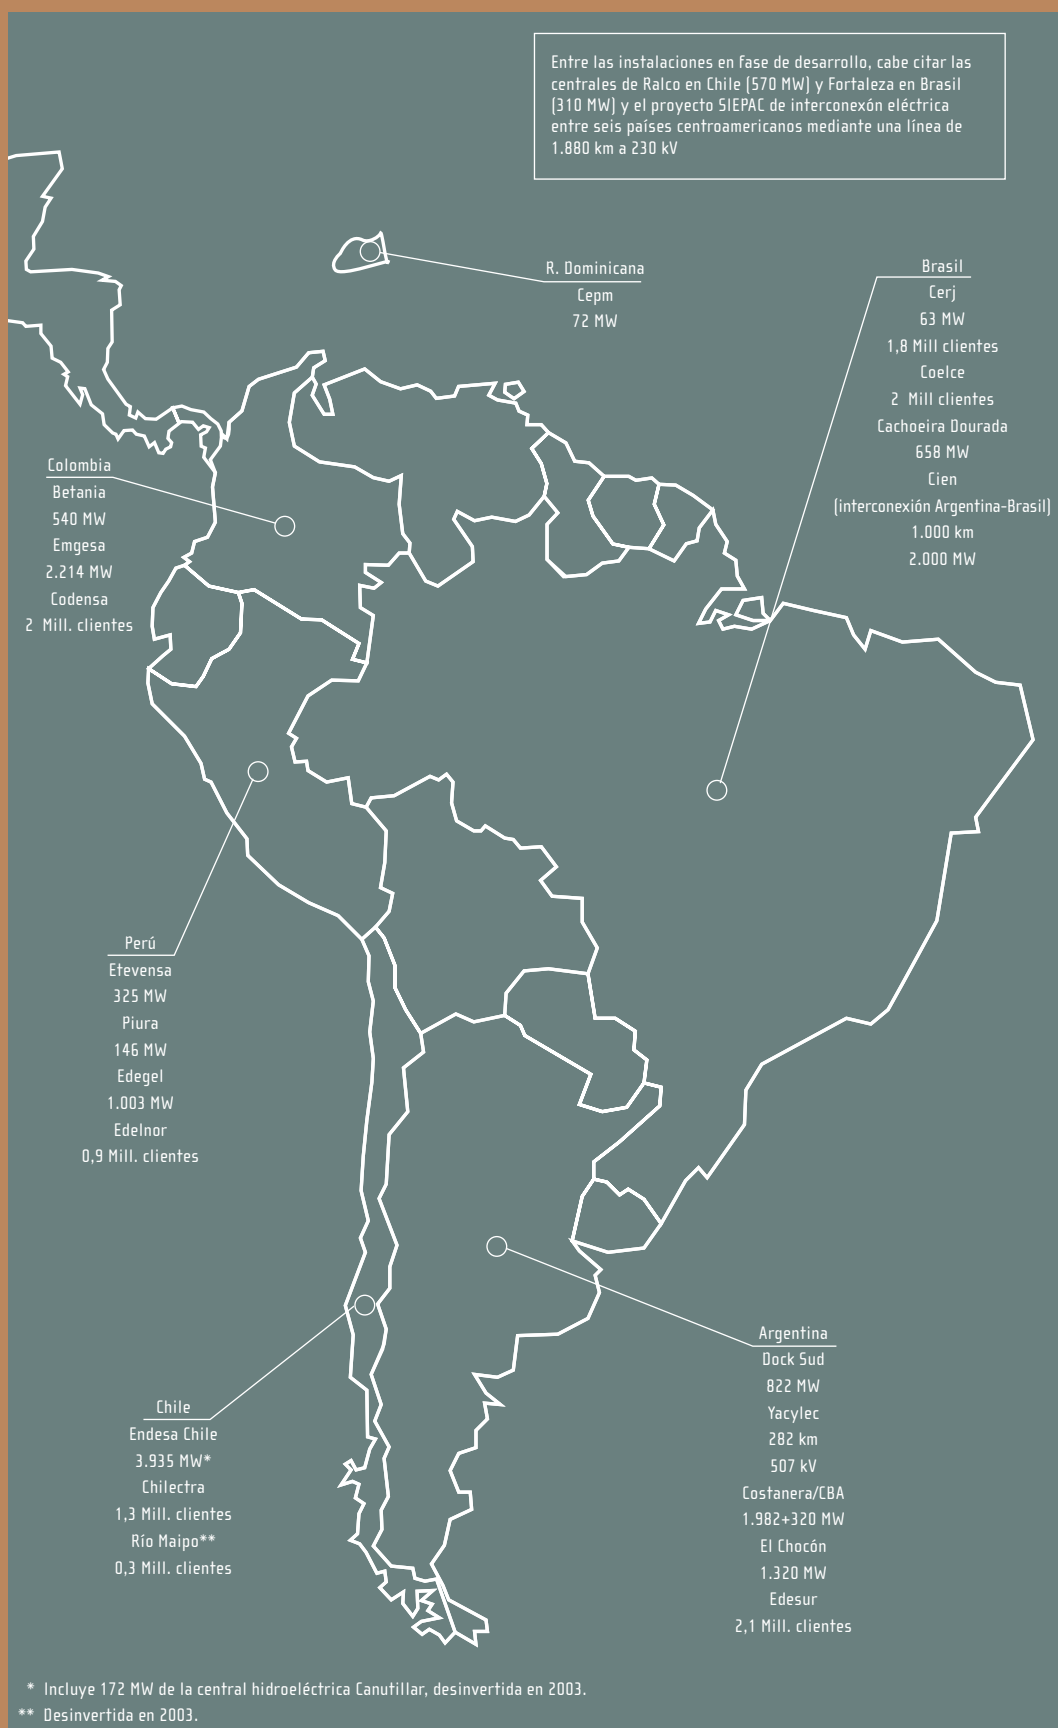 Entre las instalaciones en fase de desarrollo, cabe citar las
centrales de Ralco en Chile (570 MW) y Fortaleza en Brasil
(310 MW) y el proyecto SIEPAC de interconexón eléctrica
entre seis países centroamericanos mediante una línea de
1.880 km a 230 kV
R. Dominicana
Cepm
72 MW
Brasil
Cerj
63 MW
1,8 Mill clientes
Coelce
2 Mill clientes
Cachoeira Dourada
658 MW
Cien
(interconexión Argentina-Brasil)
1.000 km
2.000 MW
Colombia
Betania
540 MW
Emgesa
2.214 MW
Codensa
2 Mill. clientes
Perú
Etevensa
325 MW
Piura
146 MW
Edegel
1.003 MW
Edelnor
0,9 Mill. clientes
Argentina
Dock Sud
822 MW
Yacylec
282 km
507 kV
Costanera/CBA
1.982+320 MW
El Chocón
1.320 MW
Edesur
2,1 Mill. clientes
Chile
Endesa Chile
3.935 MW*
Chilectra
1,3 Mill. clientes
Río Maipo**
0,3 Mill. clientes
* Incluye 172 MW de la central hidroeléctrica Canutillar, desinvertida en 2003.
** Desinvertida en 2003.